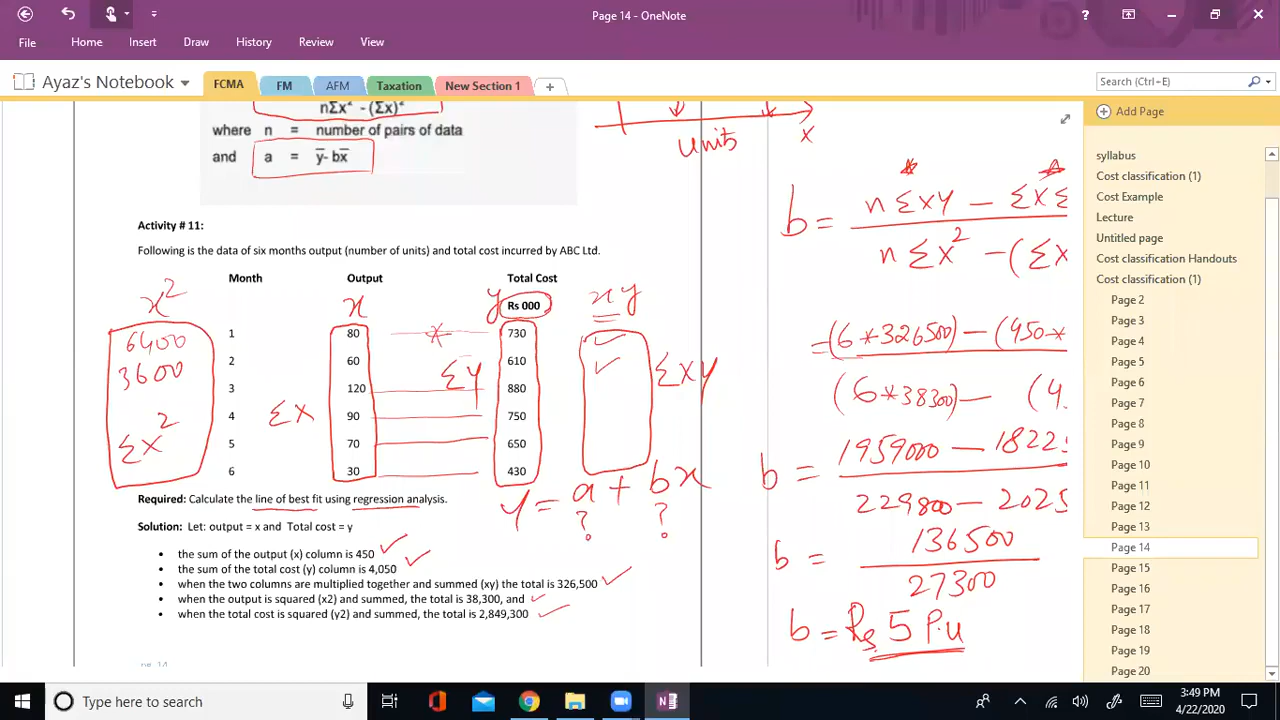 Page 14 - OneNote
File Home Insert Draw History Review View
Ayaz's Notebook FCMA FM AFM Taxation New Section 1
Search (Ctrl+E)
Add Page
syllabus
Cost classification (1)
Cost Example
Lecture
Untitled page
Cost classification Handouts
Cost classification (1)
Page 2
Page 3
Page 4
Page 5
Page 6
Page 7
Page 8
Page 9
Page 10
Page 11
Page 12
Page 13
Page 14
Page 15
Page 16
Page 17
Page 18
Page 19
Page 20
nΣx² - (Σx)²
where n = number of pairs of data
and a = y̅- bx̅
units x
Activity # 11:
Following is the data of six months output (number of units) and total cost incurred by ABC Ltd.
Month Output Total Cost
x² x y Rs 000 xy
6400 1 80 730
3600 2 60 610
3 120 880
Σy Σxy
4 90 750
Σx² Σx
5 70 650
6 30 430
y = a + bx
? ?
Required: Calculate the line of best fit using regression analysis.
Solution: Let: output = x and Total cost = y
• the sum of the output (x) column is 450
• the sum of the total cost (y) column is 4,050
• when the two columns are multiplied together and summed (xy) the total is 326,500
• when the output is squared (x2) and summed, the total is 38,300, and
• when the total cost is squared (y2) and summed, the total is 2,849,300
b = n Σxy - Σx Σ
n Σx² - (Σx
= (6*326500) - (450*
(6*38300) - (4
b = 1959000 - 18225
229800 - 2025
b = 136500
27300
b = Rs 5 P.u
Type here to search
3:49 PM
4/22/2020